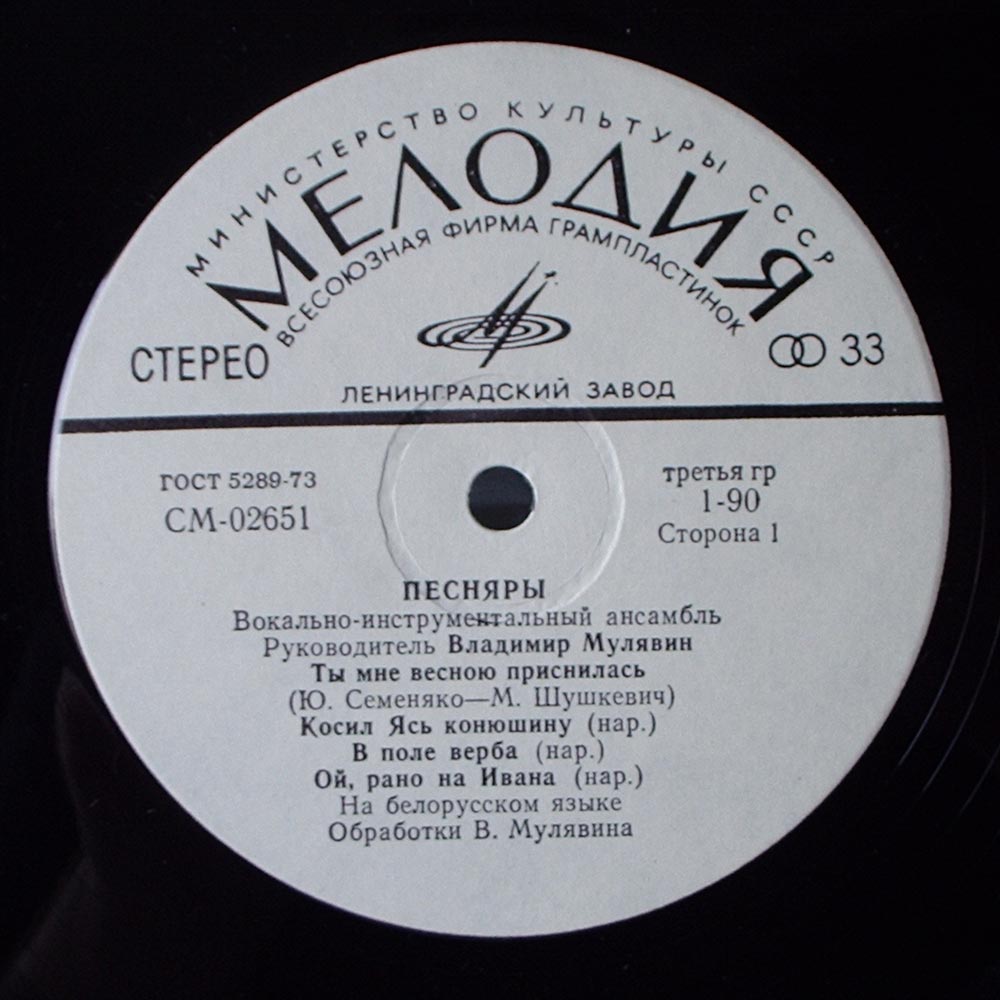 МИНИСТЕРСТВО КУЛЬТУРЫ СССР
МЕЛОДИЯ
ВСЕСОЮЗНАЯ ФИРМА ГРАМПЛАСТИНОК
СТЕРЕО
33
ЛЕНИНГРАДСКИЙ ЗАВОД
ГОСТ 5289-73
СМ-02651
третья гр
1-90
Сторона 1
ПЕСНЯРЫ
Вокально-инструментальный ансамбль
Руководитель Владимир Мулявин
Ты мне весною приснилась
(Ю. Семеняко—М. Шушкевич)
Косил Ясь конюшину (нар.)
В поле верба (нар.)
Ой, рано на Ивана (нар.)
На белорусском языке
Обработки В. Мулявина